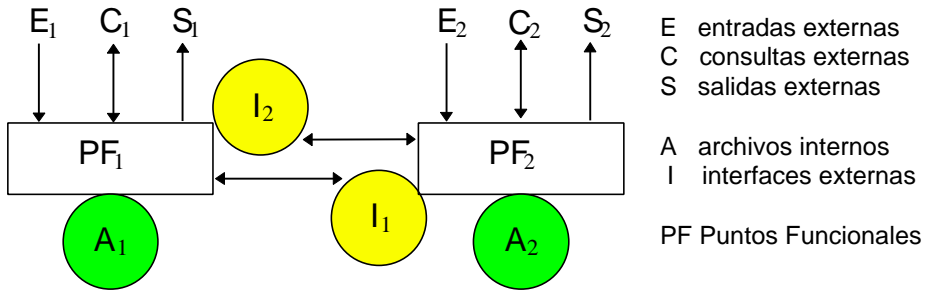 E1 C1 S1
E2 C2 S2
I2
PF1
PF2
I1
A1
A2
E entradas externas
C consultas externas
S salidas externas
A archivos internos
I interfaces externas
PF Puntos Funcionales